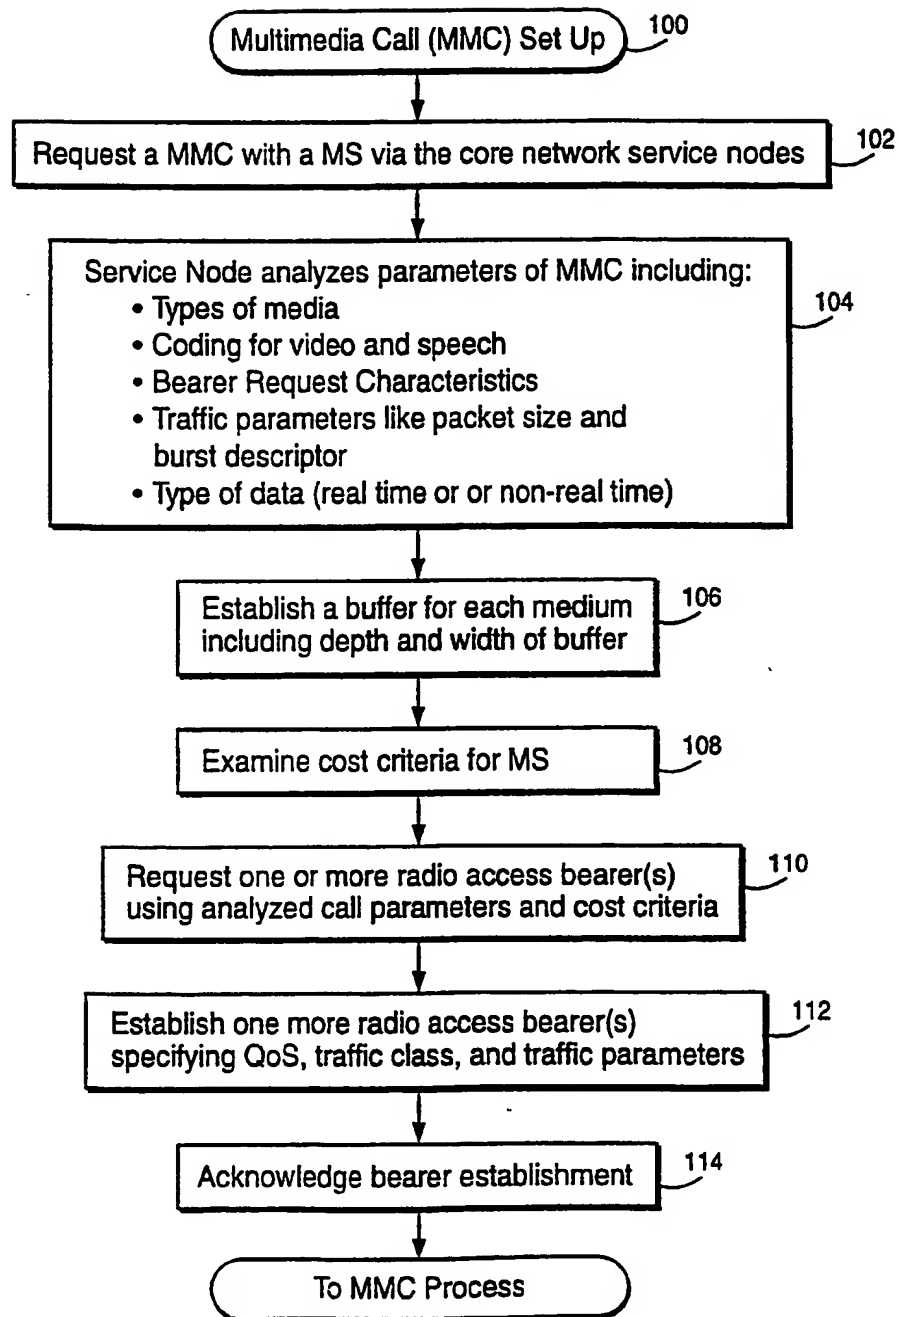 Multimedia Call (MMC) Set Up
100
Request a MMC with a MS via the core network service nodes
102
Service Node analyzes parameters of MMC including:
• Types of media
• Coding for video and speech
• Bearer Request Characteristics
• Traffic parameters like packet size and
burst descriptor
• Type of data (real time or or non-real time)
104
Establish a buffer for each medium
including depth and width of buffer
106
Examine cost criteria for MS
108
Request one or more radio access bearer(s)
using analyzed call parameters and cost criteria
110
Establish one more radio access bearer(s)
specifying QoS, traffic class, and traffic parameters
112
Acknowledge bearer establishment
114
To MMC Process